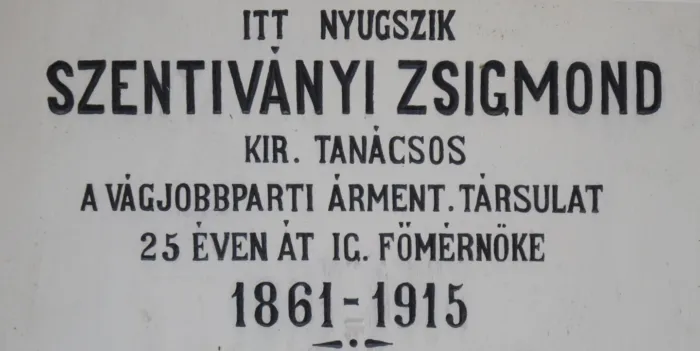 ITT NYUGSZIK
SZENTIVÁNYI ZSIGMOND
KIR. TANÁCSOS
A VÁGJOBBPARTI ÁRMENT. TÁRSULAT
25 ÉVEN ÁT IG. FŐMÉRNÖKE
1861-1915